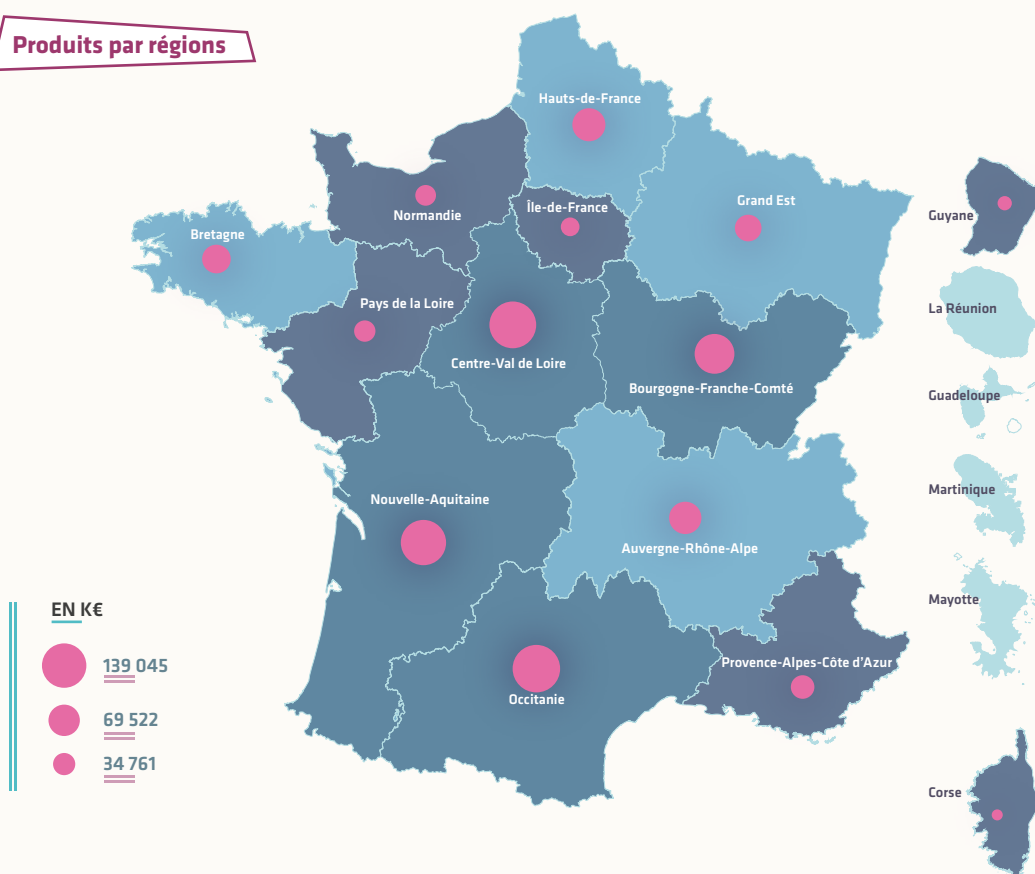 Produits par régions
Hauts-de-France
Normandie
Île-de-France
Grand Est
Bretagne
Pays de la Loire
Centre-Val de Loire
Bourgogne-Franche-Comté
Nouvelle-Aquitaine
Auvergne-Rhône-Alpe
Provence-Alpes-Côte d'Azur
Occitanie
Guyane
La Réunion
Guadeloupe
Martinique
Mayotte
Corse
EN K€
139 045
69 522
34 761